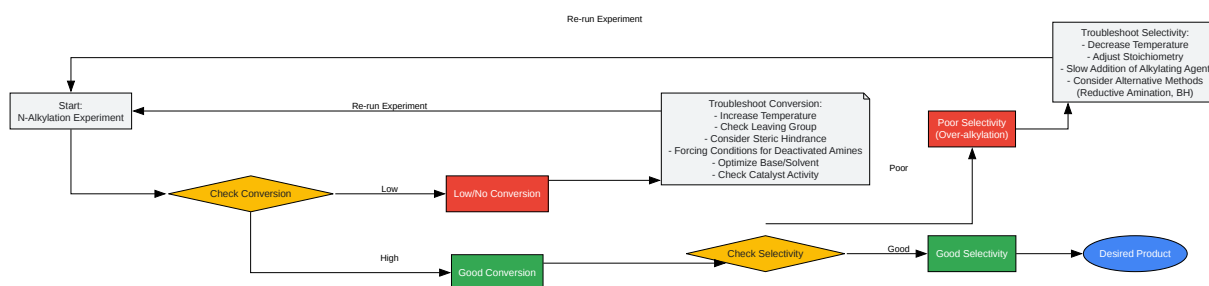 Re-run Experiment
Troubleshoot Selectivity:
- Decrease Temperature
- Adjust Stoichiometry
- Slow Addition of Alkylating Agent
- Consider Alternative Methods
(Reductive Amination, BH)
Start:
N-Alkylation Experiment
Re-run Experiment
Troubleshoot Conversion:
- Increase Temperature
- Check Leaving Group
- Consider Steric Hindrance
- Forcing Conditions for Deactivated Amines
- Optimize Base/Solvent
- Check Catalyst Activity
Poor Selectivity
(Over-alkylation)
Poor
Check Conversion
Low
Low/No Conversion
High
Good Conversion
Check Selectivity
Good
Good Selectivity
Desired Product